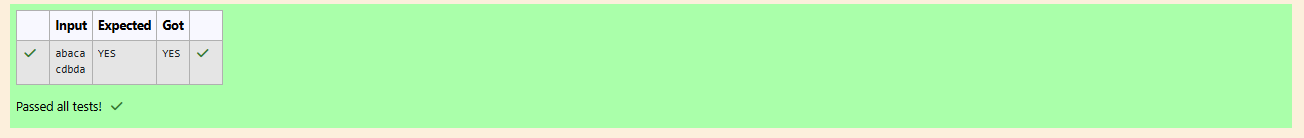 Input Expected Got
abaca YES YES
cdbda
Passed all tests!